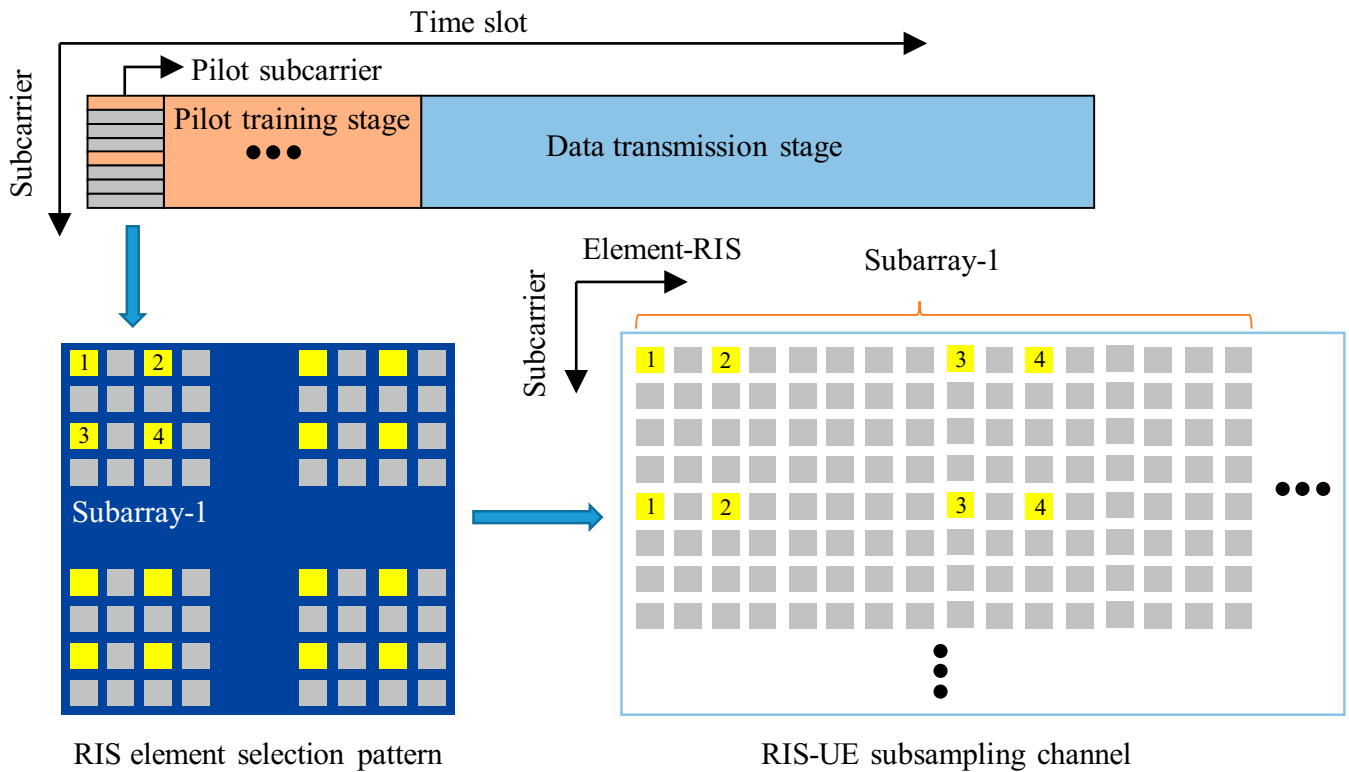 Time slot
Subcarrier
Pilot subcarrier
Pilot training stage
Data transmission stage
Element-RIS
Subarray-1
Subcarrier
1 2
3 4
Subarray-1
1 2 3 4
1 2 3 4
RIS element selection pattern
RIS-UE subsampling channel